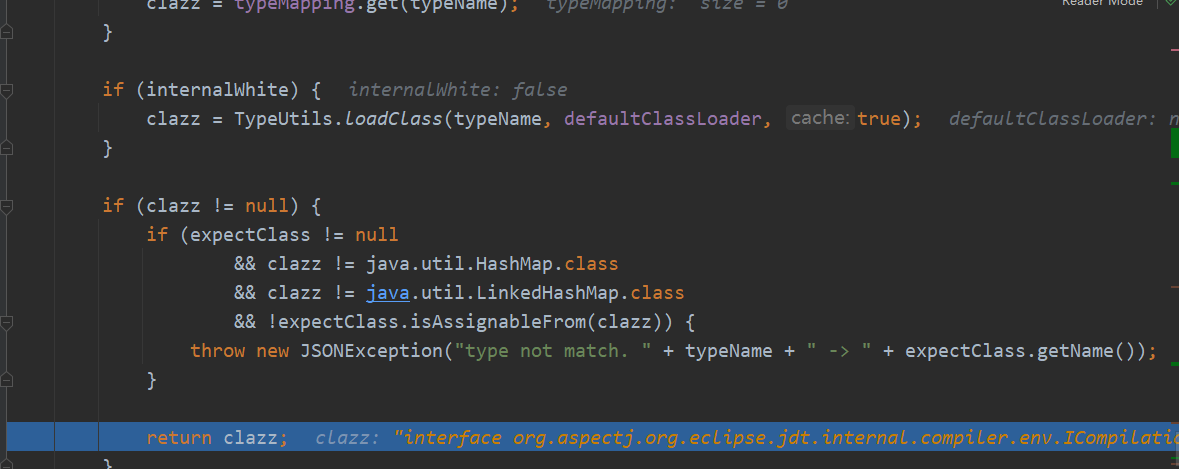 clazz = typeMapping.get(typeName); typeMapping: size = 0
Reader Mode
}
if (internalWhite) { internalWhite: false
clazz = TypeUtils.loadClass(typeName, defaultClassLoader, cache: true); defaultClassLoader: n
}
if (clazz != null) {
if (expectClass != null
&& clazz != java.util.HashMap.class
&& clazz != java.util.LinkedHashMap.class
&& !expectClass.isAssignableFrom(clazz)) {
throw new JSONException("type not match. " + typeName + " -> " + expectClass.getName());
}
return clazz; clazz: "interface org.aspectj.org.eclipse.jdt.internal.compiler.env.ICompilatio
}